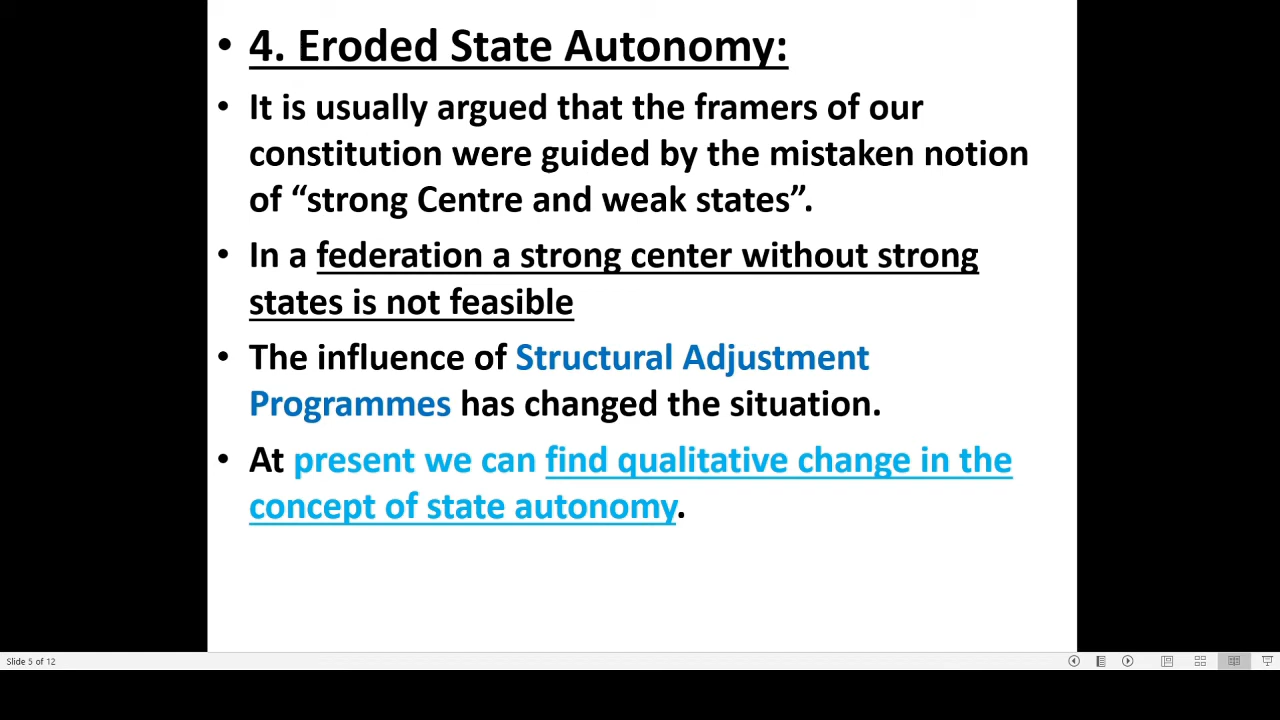 • 4. Eroded State Autonomy:
• It is usually argued that the framers of our
constitution were guided by the mistaken notion
of “strong Centre and weak states”.
• In a federation a strong center without strong
states is not feasible
• The influence of Structural Adjustment
Programmes has changed the situation.
• At present we can find qualitative change in the
concept of state autonomy.
Slide 5 of 12